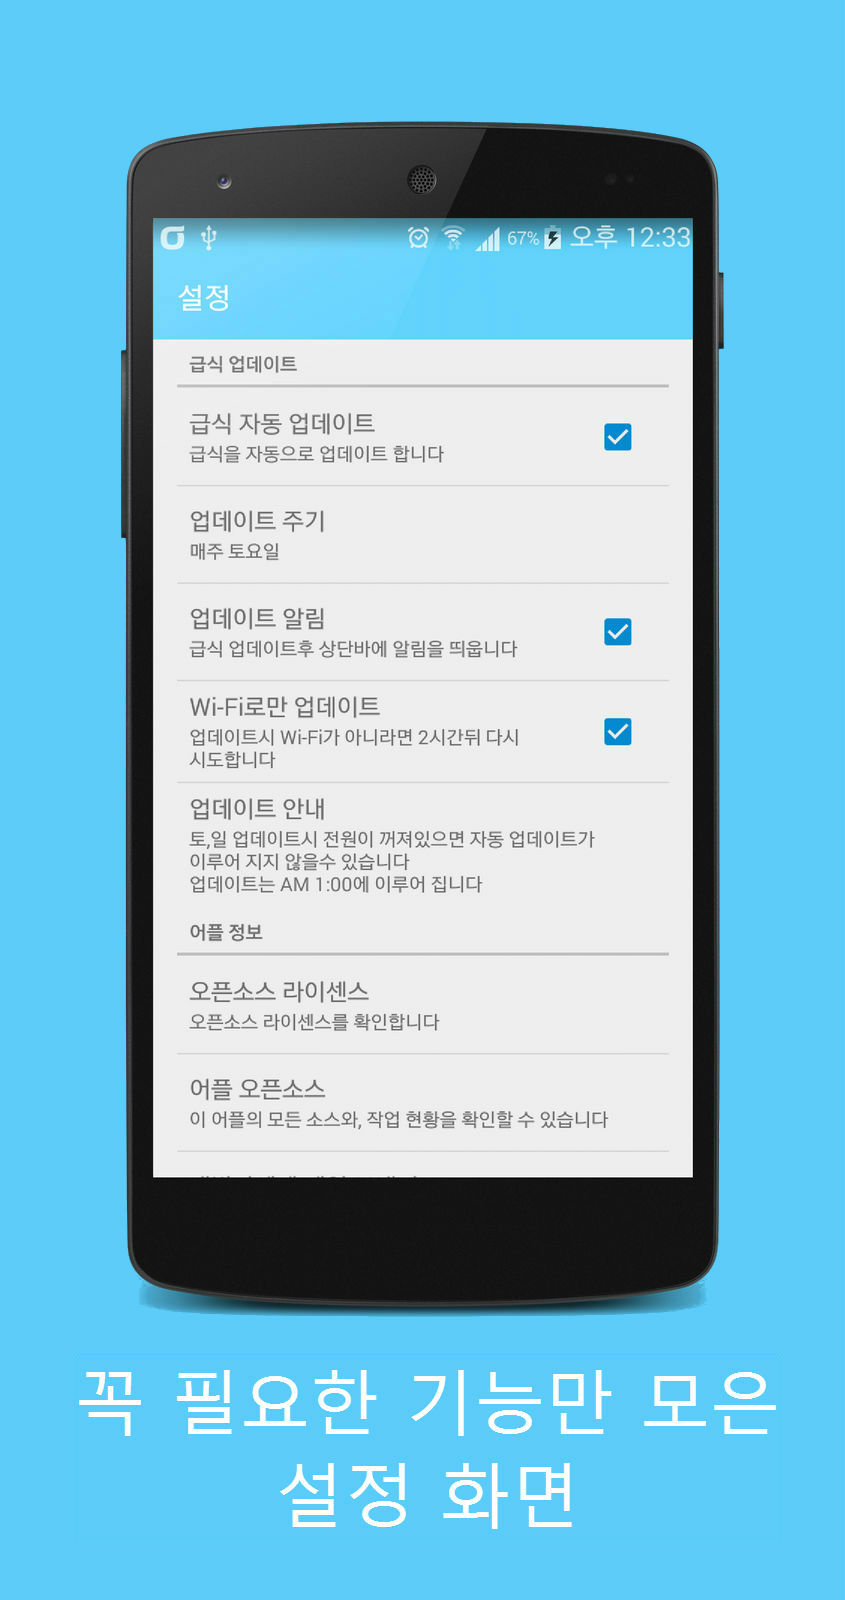 67% 오후 12:33
설정
급식 업데이트
급식 자동 업데이트
급식을 자동으로 업데이트 합니다
업데이트 주기
매주 토요일
업데이트 알림
급식 업데이트후 상단바에 알림을 띄웁니다
Wi-Fi로만 업데이트
업데이트시 Wi-Fi가 아니라면 2시간뒤 다시
시도합니다
업데이트 안내
토,일 업데이트시 전원이 꺼져있으면 자동 업데이트가
이루어 지지 않을수 있습니다
업데이트는 AM 1:00에 이루어 집니다
어플 정보
오픈소스 라이센스
오픈소스 라이센스를 확인합니다
어플 오픈소스
이 어플의 모든 소스와, 작업 현황을 확인할 수 있습니다
꼭 필요한 기능만 모은
설정 화면